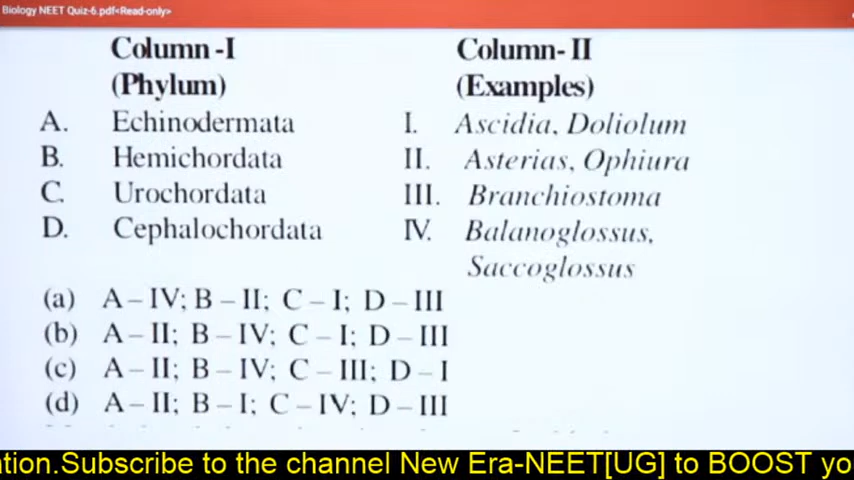 Biology NEET Quiz-6.pdf<Read-only>
Column -I Column- II
(Phylum) (Examples)
A. Echinodermata I. Ascidia, Doliolum
B. Hemichordata II. Asterias, Ophiura
C. Urochordata III. Branchiostoma
D. Cephalochordata IV. Balanoglossus,
Saccoglossus
(a) A – IV; B – II; C – I; D – III
(b) A – II; B – IV; C – I; D – III
(c) A – II; B – IV; C – III; D – I
(d) A – II; B – I; C – IV; D – III
ation.Subscribe to the channel New Era-NEET[UG] to BOOST yo